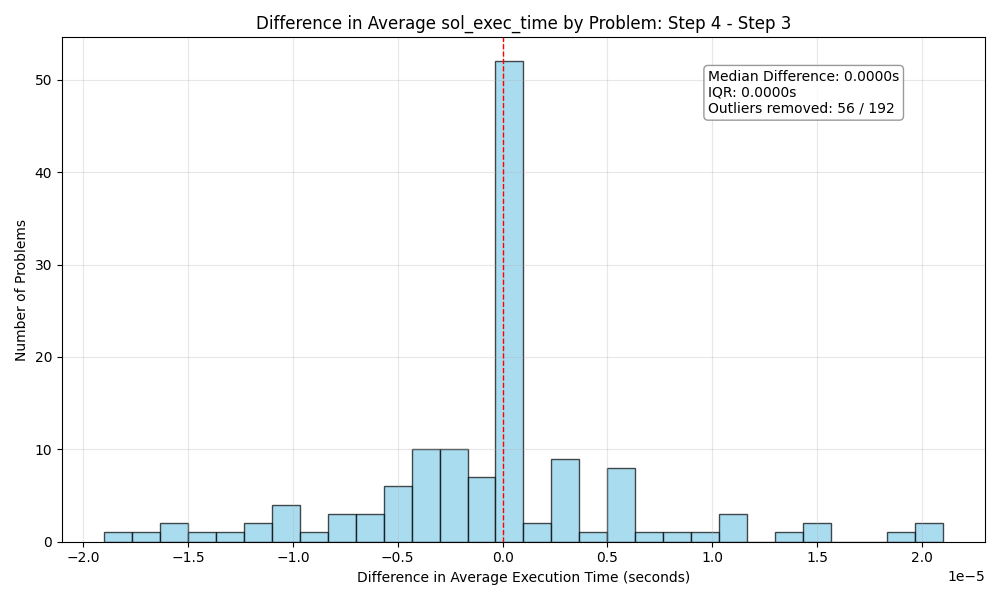 Difference in Average sol_exec_time by Problem: Step 4 - Step 3
Median Difference: 0.0000s
IQR: 0.0000s
Outliers removed: 56 / 192
Number of Problems
50
40
30
20
10
0
−2.0 −1.5 −1.0 −0.5 0.0 0.5 1.0 1.5 2.0
1e−5
Difference in Average Execution Time (seconds)